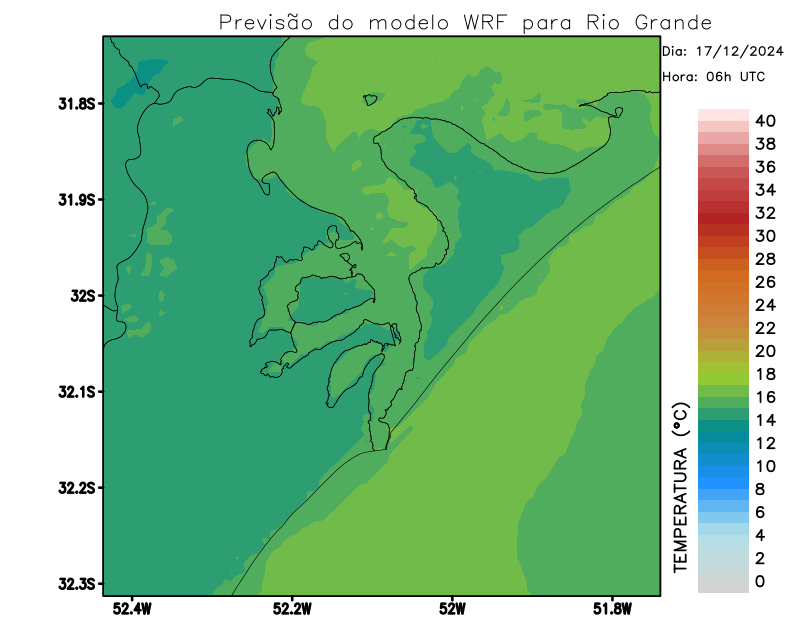 Previsão do modelo WRF para Rio Grande
Dia: 17/12/2024
Hora: 06h UTC
31.8S
31.9S
32S
32.1S
32.2S
32.3S
52.4W
52.2W
52W
51.8W
TEMPERATURA (ºC)
40
38
36
34
32
30
28
26
24
22
20
18
16
14
12
10
8
6
4
2
0